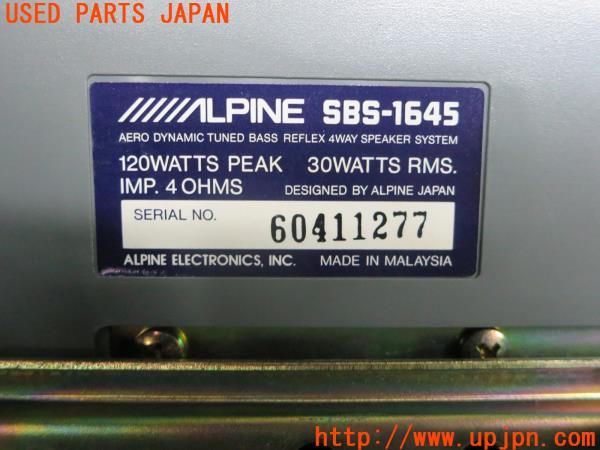 USED PARTS JAPAN
ALPINE SBS-1645
AERO DYNAMIC TUNED BASS REFLEX 4WAY SPEAKER SYSTEM
120WATTS PEAK 30WATTS RMS.
IMP. 4 OHMS DESIGNED BY ALPINE JAPAN
SERIAL NO. 60411277
ALPINE ELECTRONICS, INC. MADE IN MALAYSIA
http://www.upjpn.com/